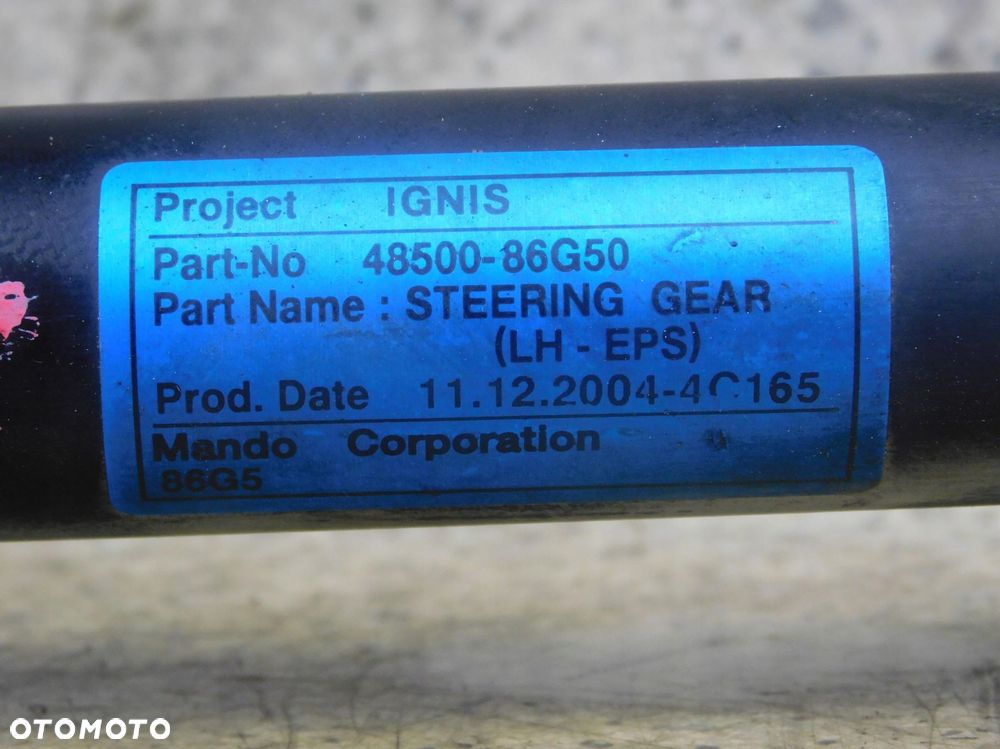 Project IGNIS
Part-No 48500-86G50
Part Name : STEERING GEAR
(LH - EPS)
Prod. Date 11.12.2004-4C165
Mando Corporation
86G5
OTOMOTO